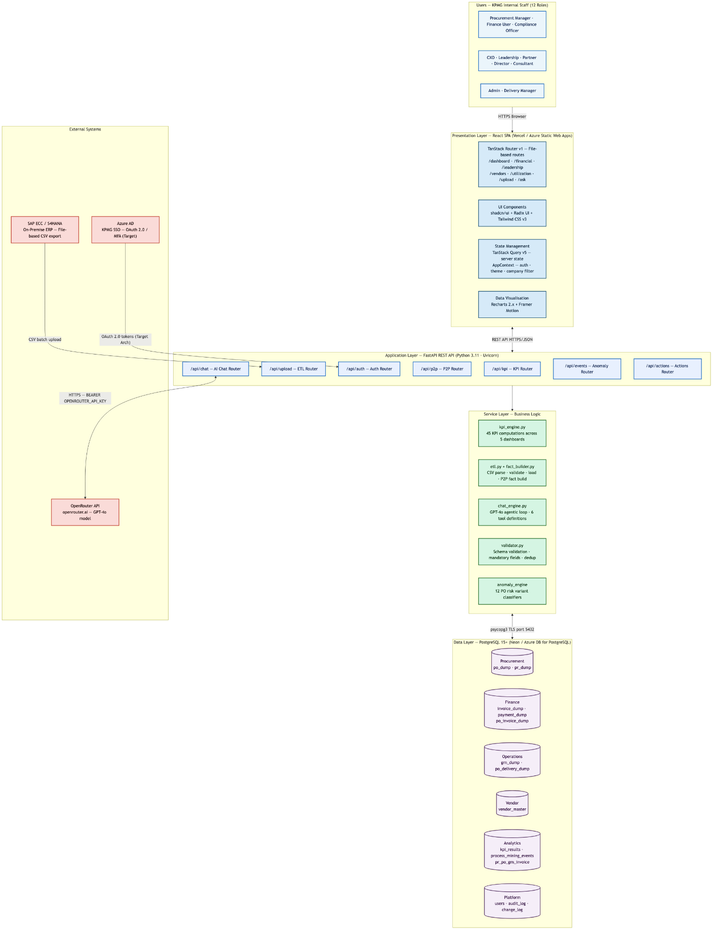 Users — KPMG Internal Staff (12 Roles)
Procurement Manager ·
Finance User · Compliance
Officer
CXO · Leadership · Partner
· Director · Consultant
Admin · Delivery Manager
HTTPS Browser
Presentation Layer — React SPA (Vercel / Azure Static Web Apps)
TanStack Router v1 — File-
based routes
/dashboard · /financial ·
/leadership
/vendors · /utilization ·
/upload · /ask
UI Components
shadcn/ui + Radix UI +
Tailwind CSS v3
State Management
TanStack Query v5 —
server state
AppContext — auth ·
theme · company filter
Data Visualisation
Recharts 2.x + Framer
Motion
REST API HTTPS/JSON
External Systems
SAP ECC / S4HANA
On-Premise ERP — File-
based CSV export
Azure AD
KPMG SSO — OAuth 2.0 /
MFA (Target)
CSV batch upload
OAuth 2.0 tokens (Target
Arch)
HTTPS — BEARER
OPENROUTER_API_KEY
OpenRouter API
openrouter.ai — GPT-4o
model
Application Layer — FastAPI REST API (Python 3.11 · Uvicorn)
/api/chat — AI Chat Router
/api/upload — ETL Router
/api/auth — Auth Router
/api/p2p — P2P Router
/api/kpi — KPI Router
/api/events — Anomaly
Router
/api/actions — Actions
Router
Service Layer — Business Logic
kpi_engine.py
45 KPI computations across
5 dashboards
etl.py + fact_builder.py
CSV parse · validate · load
· P2P fact build
chat_engine.py
GPT-4o agentic loop · 6
tool definitions
validator.py
Schema validation ·
mandatory fields · dedup
anomaly_engine
12 PO risk variant
classifiers
psycopg2 TLS port 5432
Data Layer — PostgreSQL 15+ (Neon / Azure DB for PostgreSQL)
Procurement
po_dump · pr_dump
Finance
invoice_dump ·
payment_dump
po_invoice_dump
Operations
grn_dump ·
po_delivery_dump
Vendor
vendor_master
Analytics
kpi_results ·
process_mining_events
pr_po_grn_invoice
Platform
users · audit_log ·
change_log